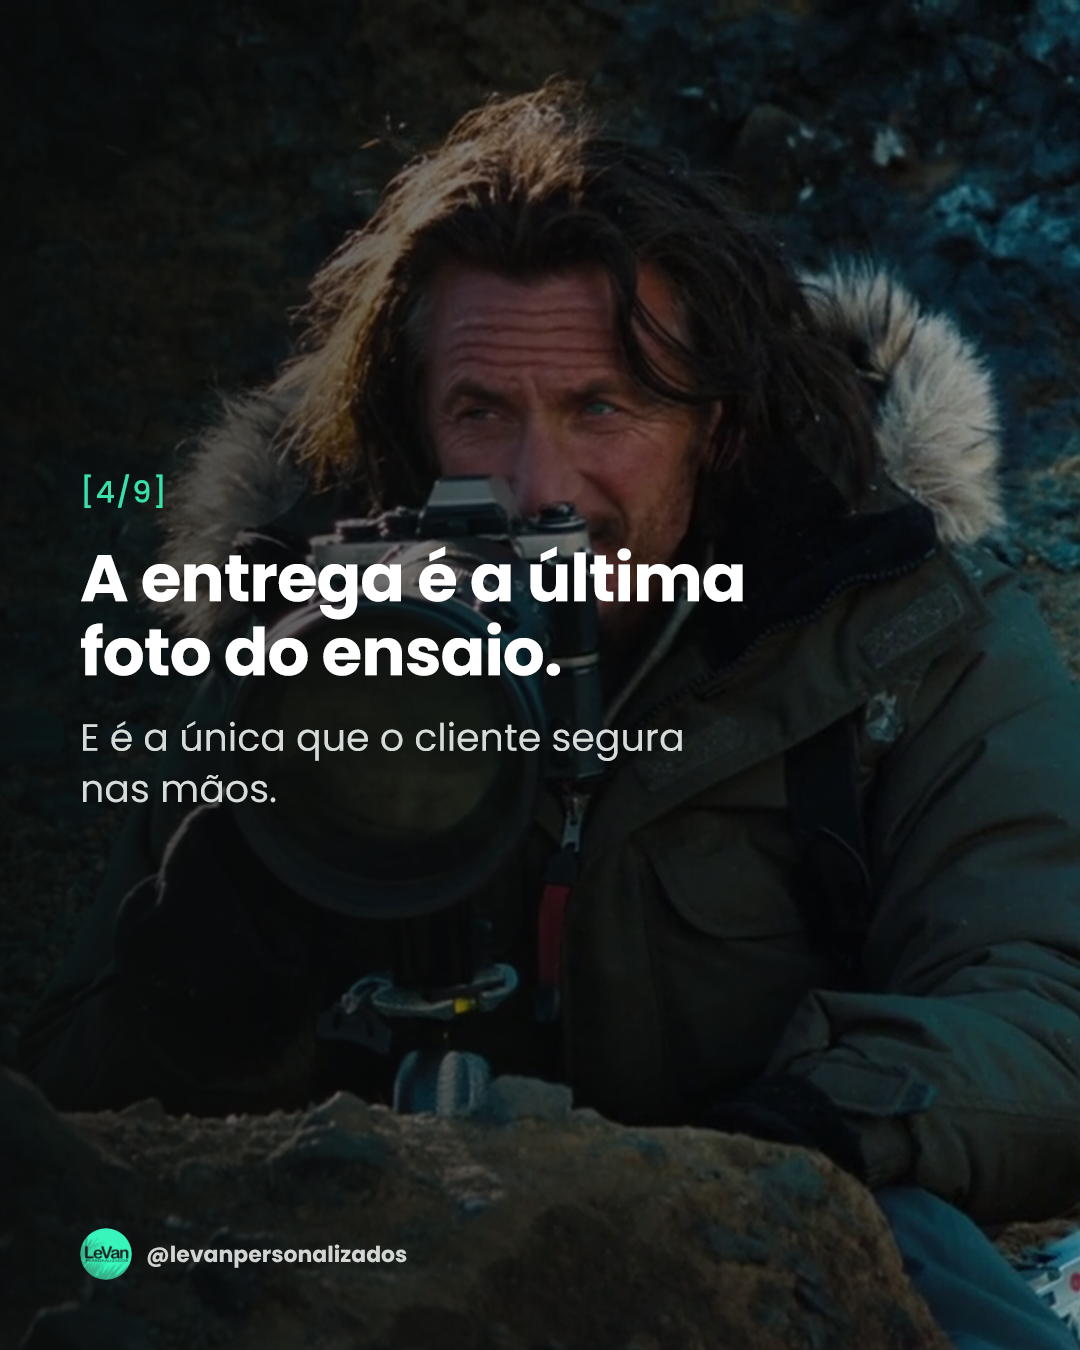 [4/9]
A entrega é a última
foto do ensaio.
E é a única que o cliente segura
nas mãos.
LeVan
@levanpersonalizados